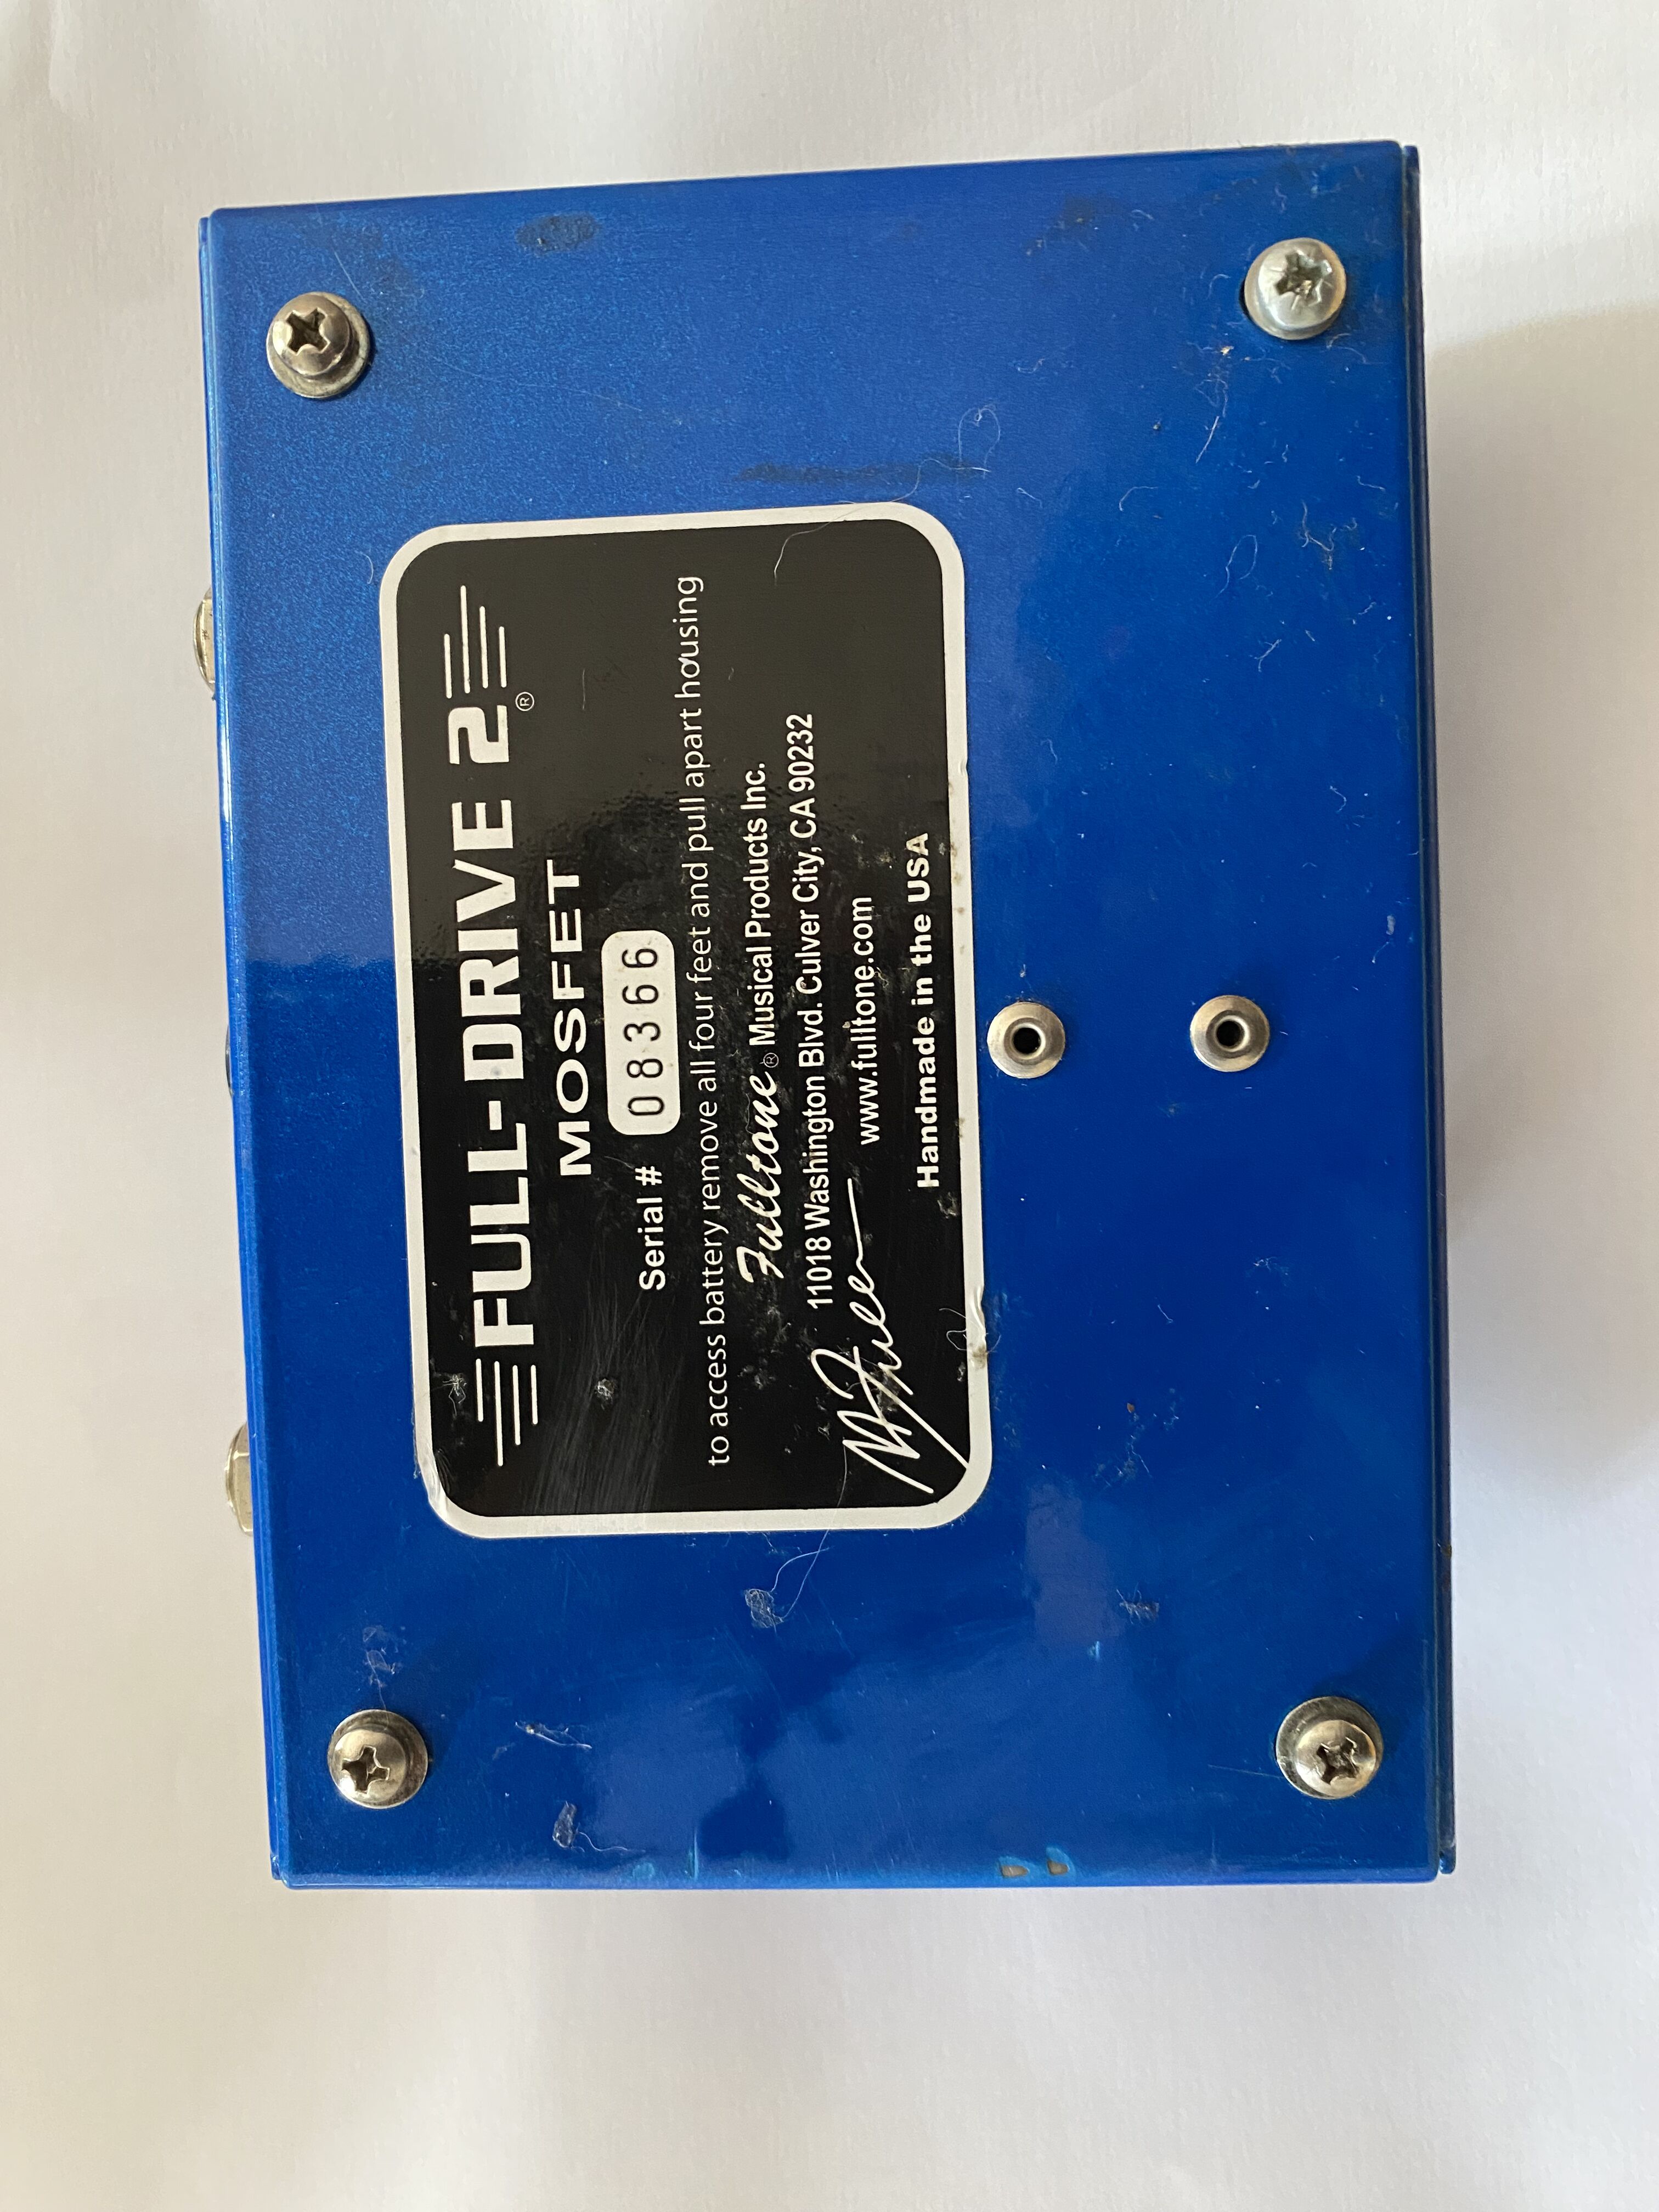 FULL-DRIVE 2®
MOSFET
Serial # 08366
to access battery remove all four feet and pull apart housing
Fulltone® Musical Products Inc.
11018 Washington Blvd. Culver City, CA 90232
www.fulltone.com
M Fuller
Handmade in the USA